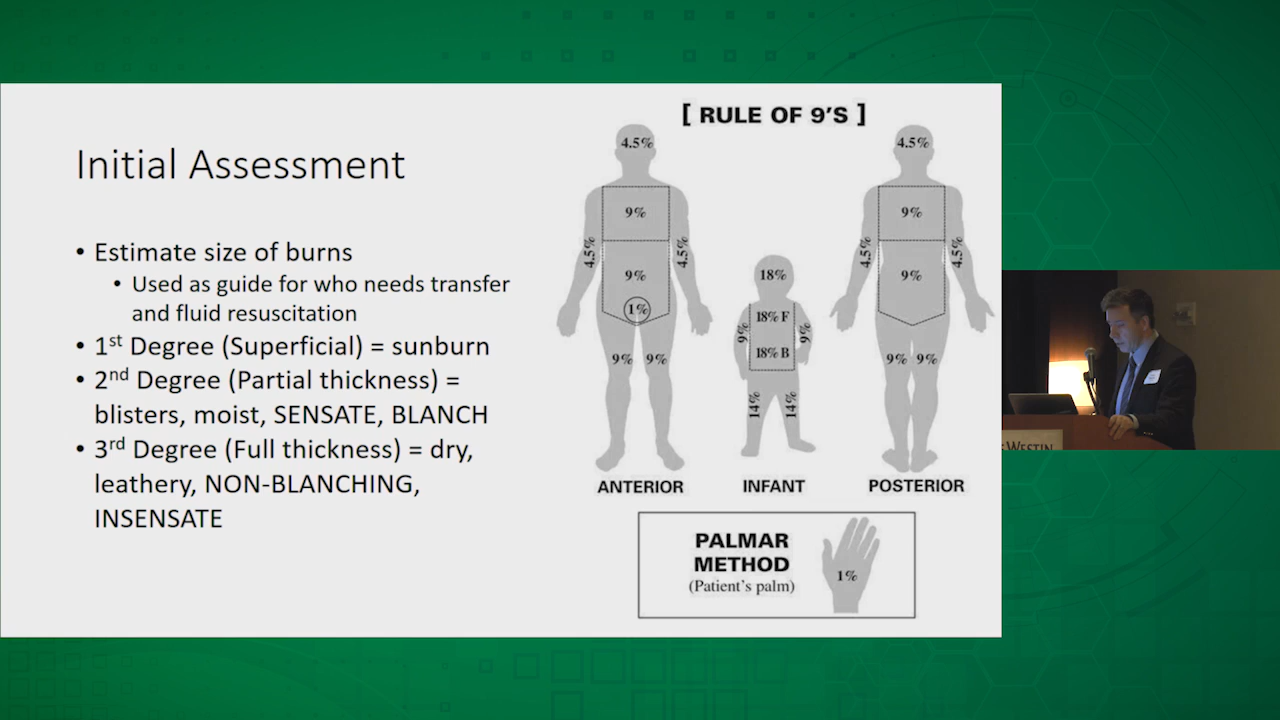 Initial Assessment
• Estimate size of burns
• Used as guide for who needs transfer
and fluid resuscitation
• 1st Degree (Superficial) = sunburn
• 2nd Degree (Partial thickness) =
blisters, moist, SENSATE, BLANCH
• 3rd Degree (Full thickness) = dry,
leathery, NON-BLANCHING,
INSENSATE
[ RULE OF 9'S ]
4.5%
9%
4.5%
4.5%
9%
1%
9% 9%
ANTERIOR
18%
18% F
9%
9%
18% B
14%
14%
INFANT
4.5%
9%
4.5%
4.5%
9%
9% 9%
POSTERIOR
PALMAR
METHOD
(Patient's palm)
1%
WESTIN